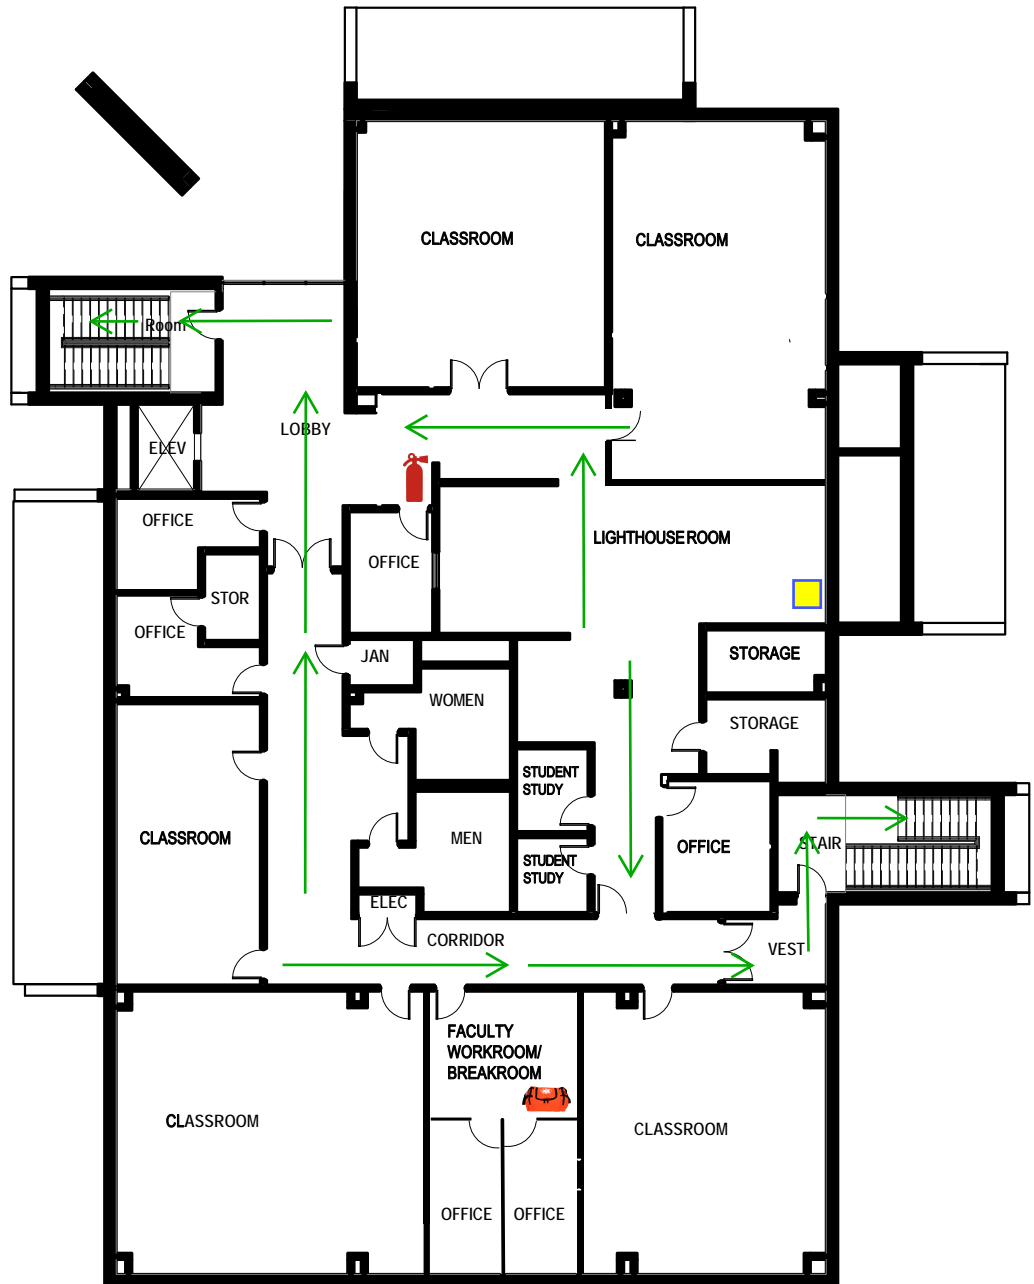 CLASSROOM
CLASSROOM
Room
LOBBY
ELEV
OFFICE
LIGHTHOUSE ROOM
OFFICE
STOR
OFFICE
JAN
STORAGE
WOMEN
STORAGE
STUDENT
STUDY
CLASSROOM
MEN
OFFICE
STAIR
STUDENT
STUDY
ELEC
CORRIDOR
VEST
FACULTY
WORKROOM/
BREAKROOM
CLASSROOM
CLASSROOM
OFFICE
OFFICE